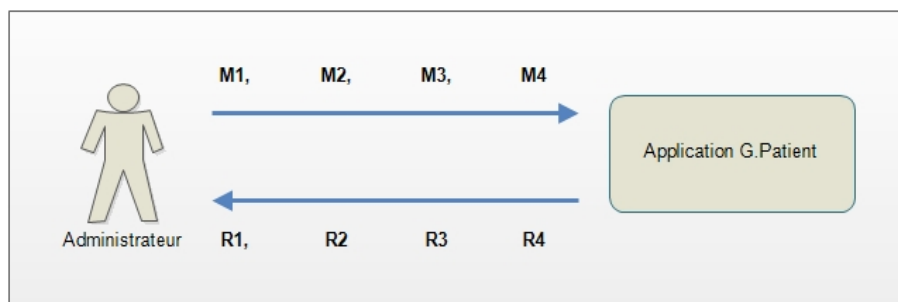 M1, M2, M3, M4
Application G.Patient
Administrateur
R1, R2 R3 R4